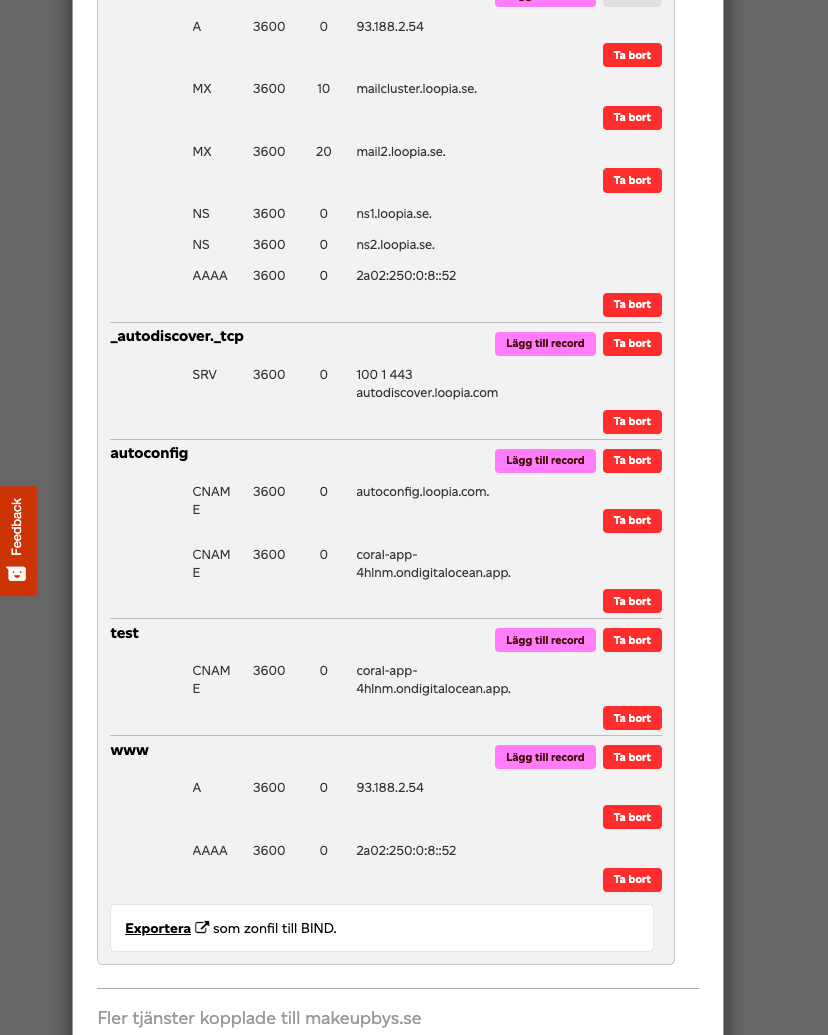 A 3600 0 93.188.2.54
Ta bort
MX 3600 10 mailcluster.loopia.se.
Ta bort
MX 3600 20 mail2.loopia.se.
Ta bort
NS 3600 0 ns1.loopia.se.
NS 3600 0 ns2.loopia.se.
AAAA 3600 0 2a02:250:0:8::52
Ta bort
_autodiscover._tcp Lägg till record Ta bort
SRV 3600 0 100 1 443
autodiscover.loopia.com
Ta bort
autoconfig Lägg till record Ta bort
CNAM 3600 0 autoconfig.loopia.com.
E
Ta bort
CNAM 3600 0 coral-app-
E 4hlnm.ondigitalocean.app.
Ta bort
test Lägg till record Ta bort
CNAM 3600 0 coral-app-
E 4hlnm.ondigitalocean.app.
Ta bort
www Lägg till record Ta bort
A 3600 0 93.188.2.54
Ta bort
AAAA 3600 0 2a02:250:0:8::52
Ta bort
Exportera som zonfil till BIND.
Fler tjänster kopplade till makeupbys.se
Feedback